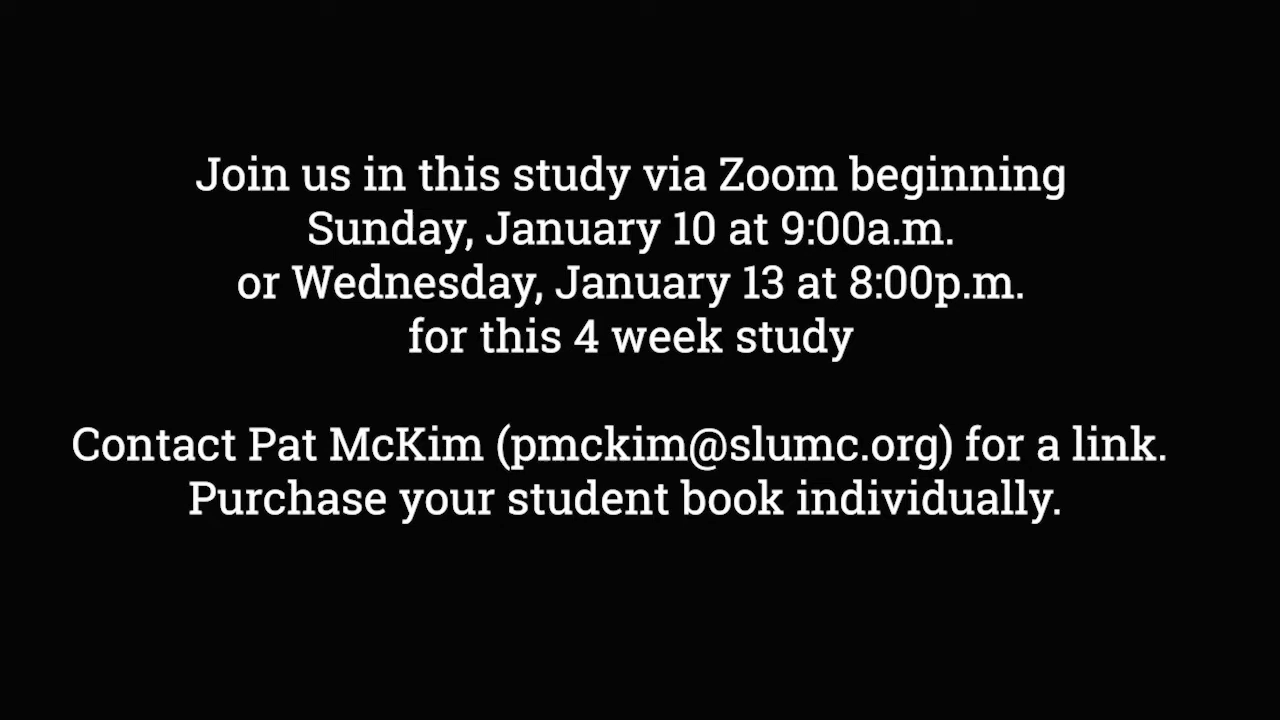 Join us in this study via Zoom beginning
Sunday, January 10 at 9:00a.m.
or Wednesday, January 13 at 8:00p.m.
for this 4 week study
Contact Pat McKim (pmckim@slumc.org) for a link.
Purchase your student book individually.